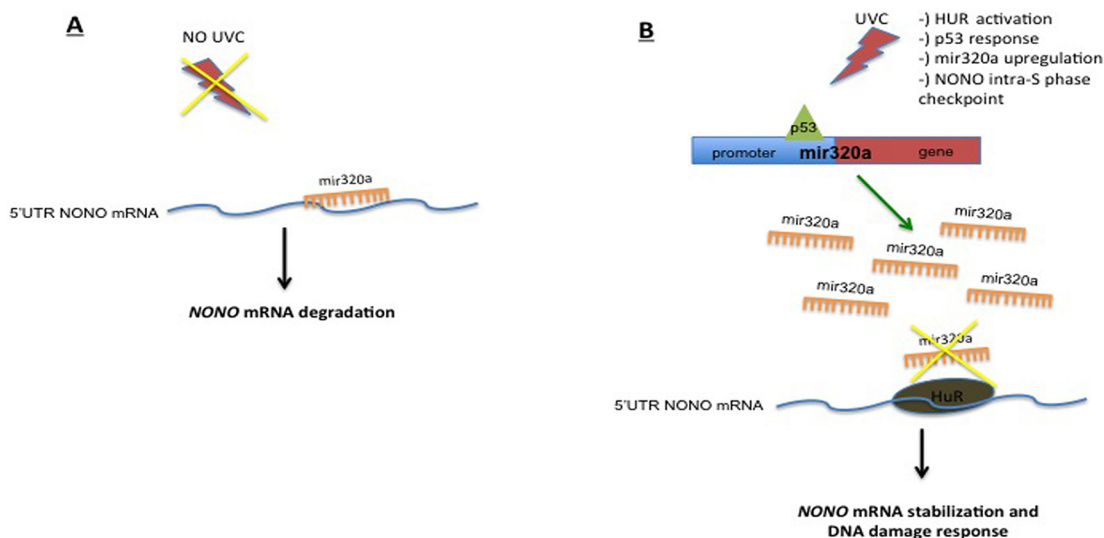 A
NO UVC
mir320a
5'UTR NONO mRNA
NONO mRNA degradation
B
UVC
-) HUR activation
-) p53 response
-) mir320a upregulation
-) NONO intra-S phase
checkpoint
p53
promoter mir320a gene
mir320a
mir320a
mir320a
mir320a
mir320a
mir320a
HuR
5'UTR NONO mRNA
NONO mRNA stabilization and
DNA damage response